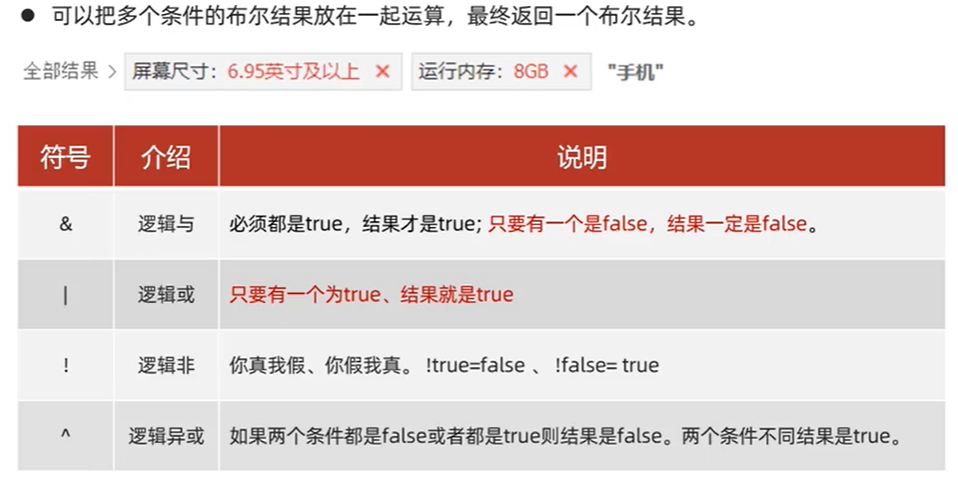 ● 可以把多个条件的布尔结果放在一起运算，最终返回一个布尔结果。
全部结果 > 屏幕尺寸：6.95英寸及以上 × 运行内存：8GB × "手机"
符号 介绍 说明
& 逻辑与 必须都是true，结果才是true; 只要有一个是false，结果一定是false。
| 逻辑或 只要有一个为true、结果就是true
! 逻辑非 你真我假、你假我真。 !true=false 、 !false= true
^ 逻辑异或 如果两个条件都是false或者都是true则结果是false。两个条件不同结果是true。